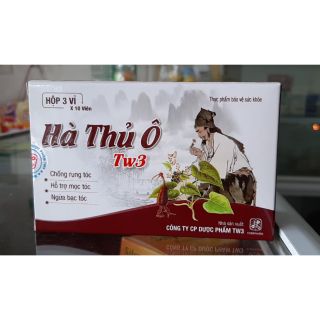 HỘP 3 VỈ
X 10 Viên
Thực phẩm bảo vệ sức khỏe
Hà Thủ Ô
Tw3
Chống rụng tóc
Hỗ trợ mọc tóc
Ngừa bạc tóc
Nhà sản xuất
CÔNG TY CP DƯỢC PHẨM TW3